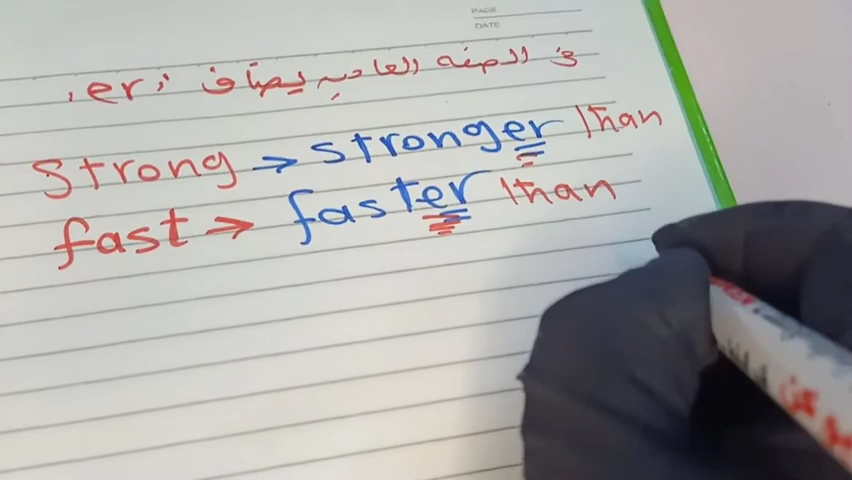 PAGE
DATE
ـ الصفه العاديه يضاف er
Strong → stronger than
fast → faster than